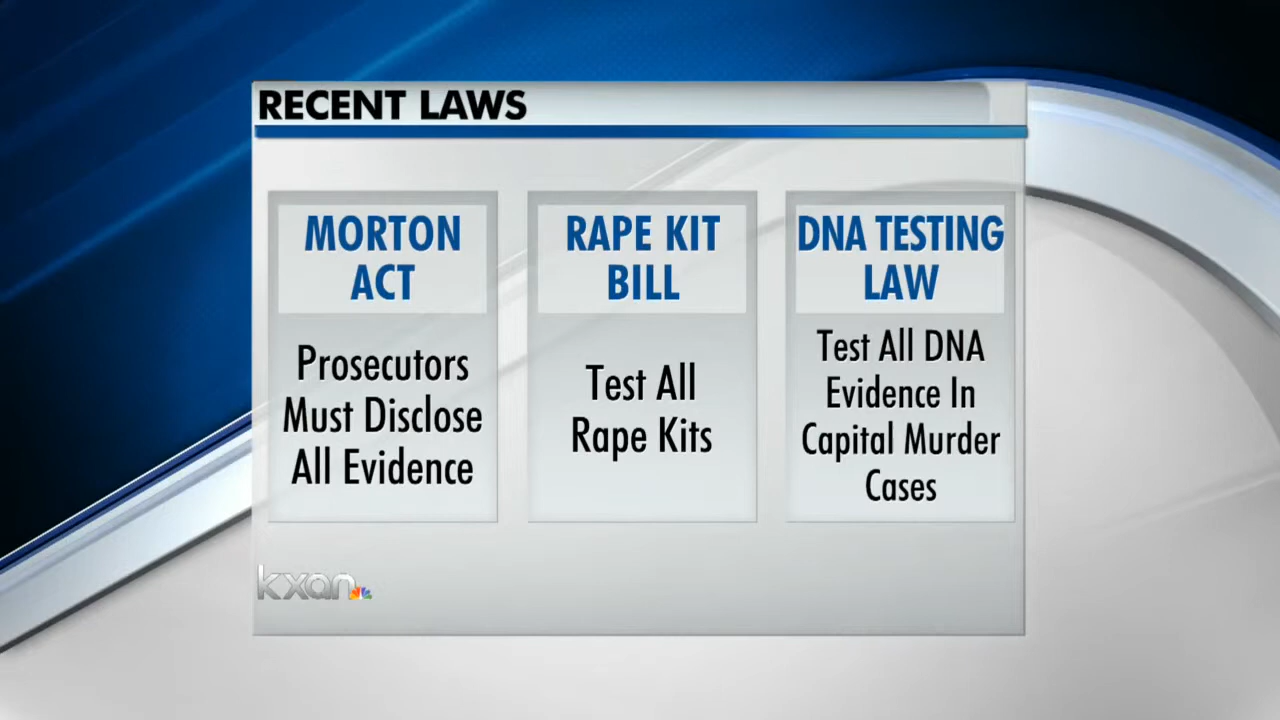 RECENT LAWS
MORTON
ACT
Prosecutors
Must Disclose
All Evidence
RAPE KIT
BILL
Test All
Rape Kits
DNA TESTING
LAW
Test All DNA
Evidence In
Capital Murder
Cases
kxan